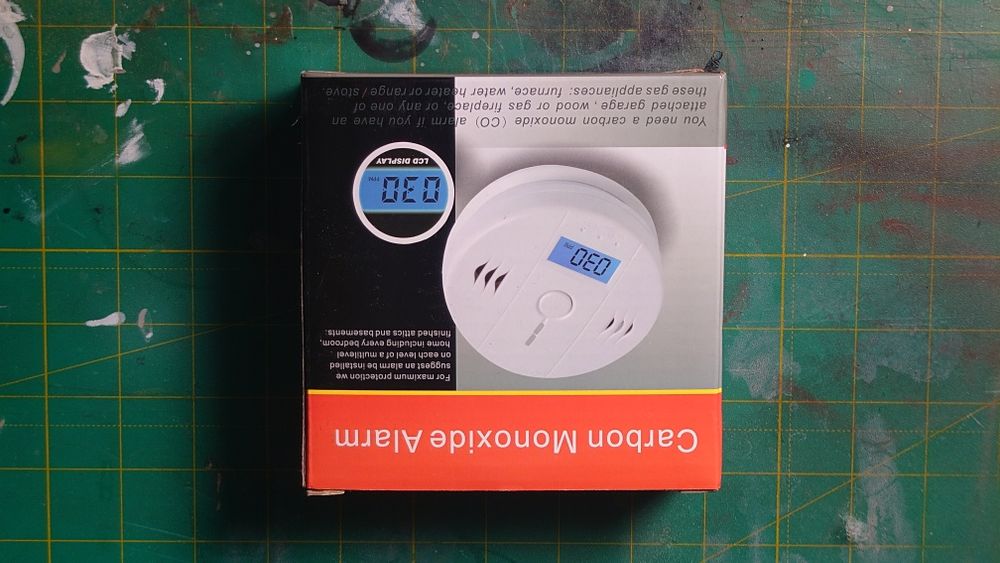 Carbon Monoxide Alarm
For maximum protection we
suggest an alarm be installed
on each level of a multilevel
home including every bedroom,
finished attics and basements:
030 PPM
030 PPM
LCD DISPLAY
You need a carbon monoxide (CO) alarm if you have an
attached garage , wood or gas fireplace, or any of one of
these gas appliances: furnace, water heater or range / stove